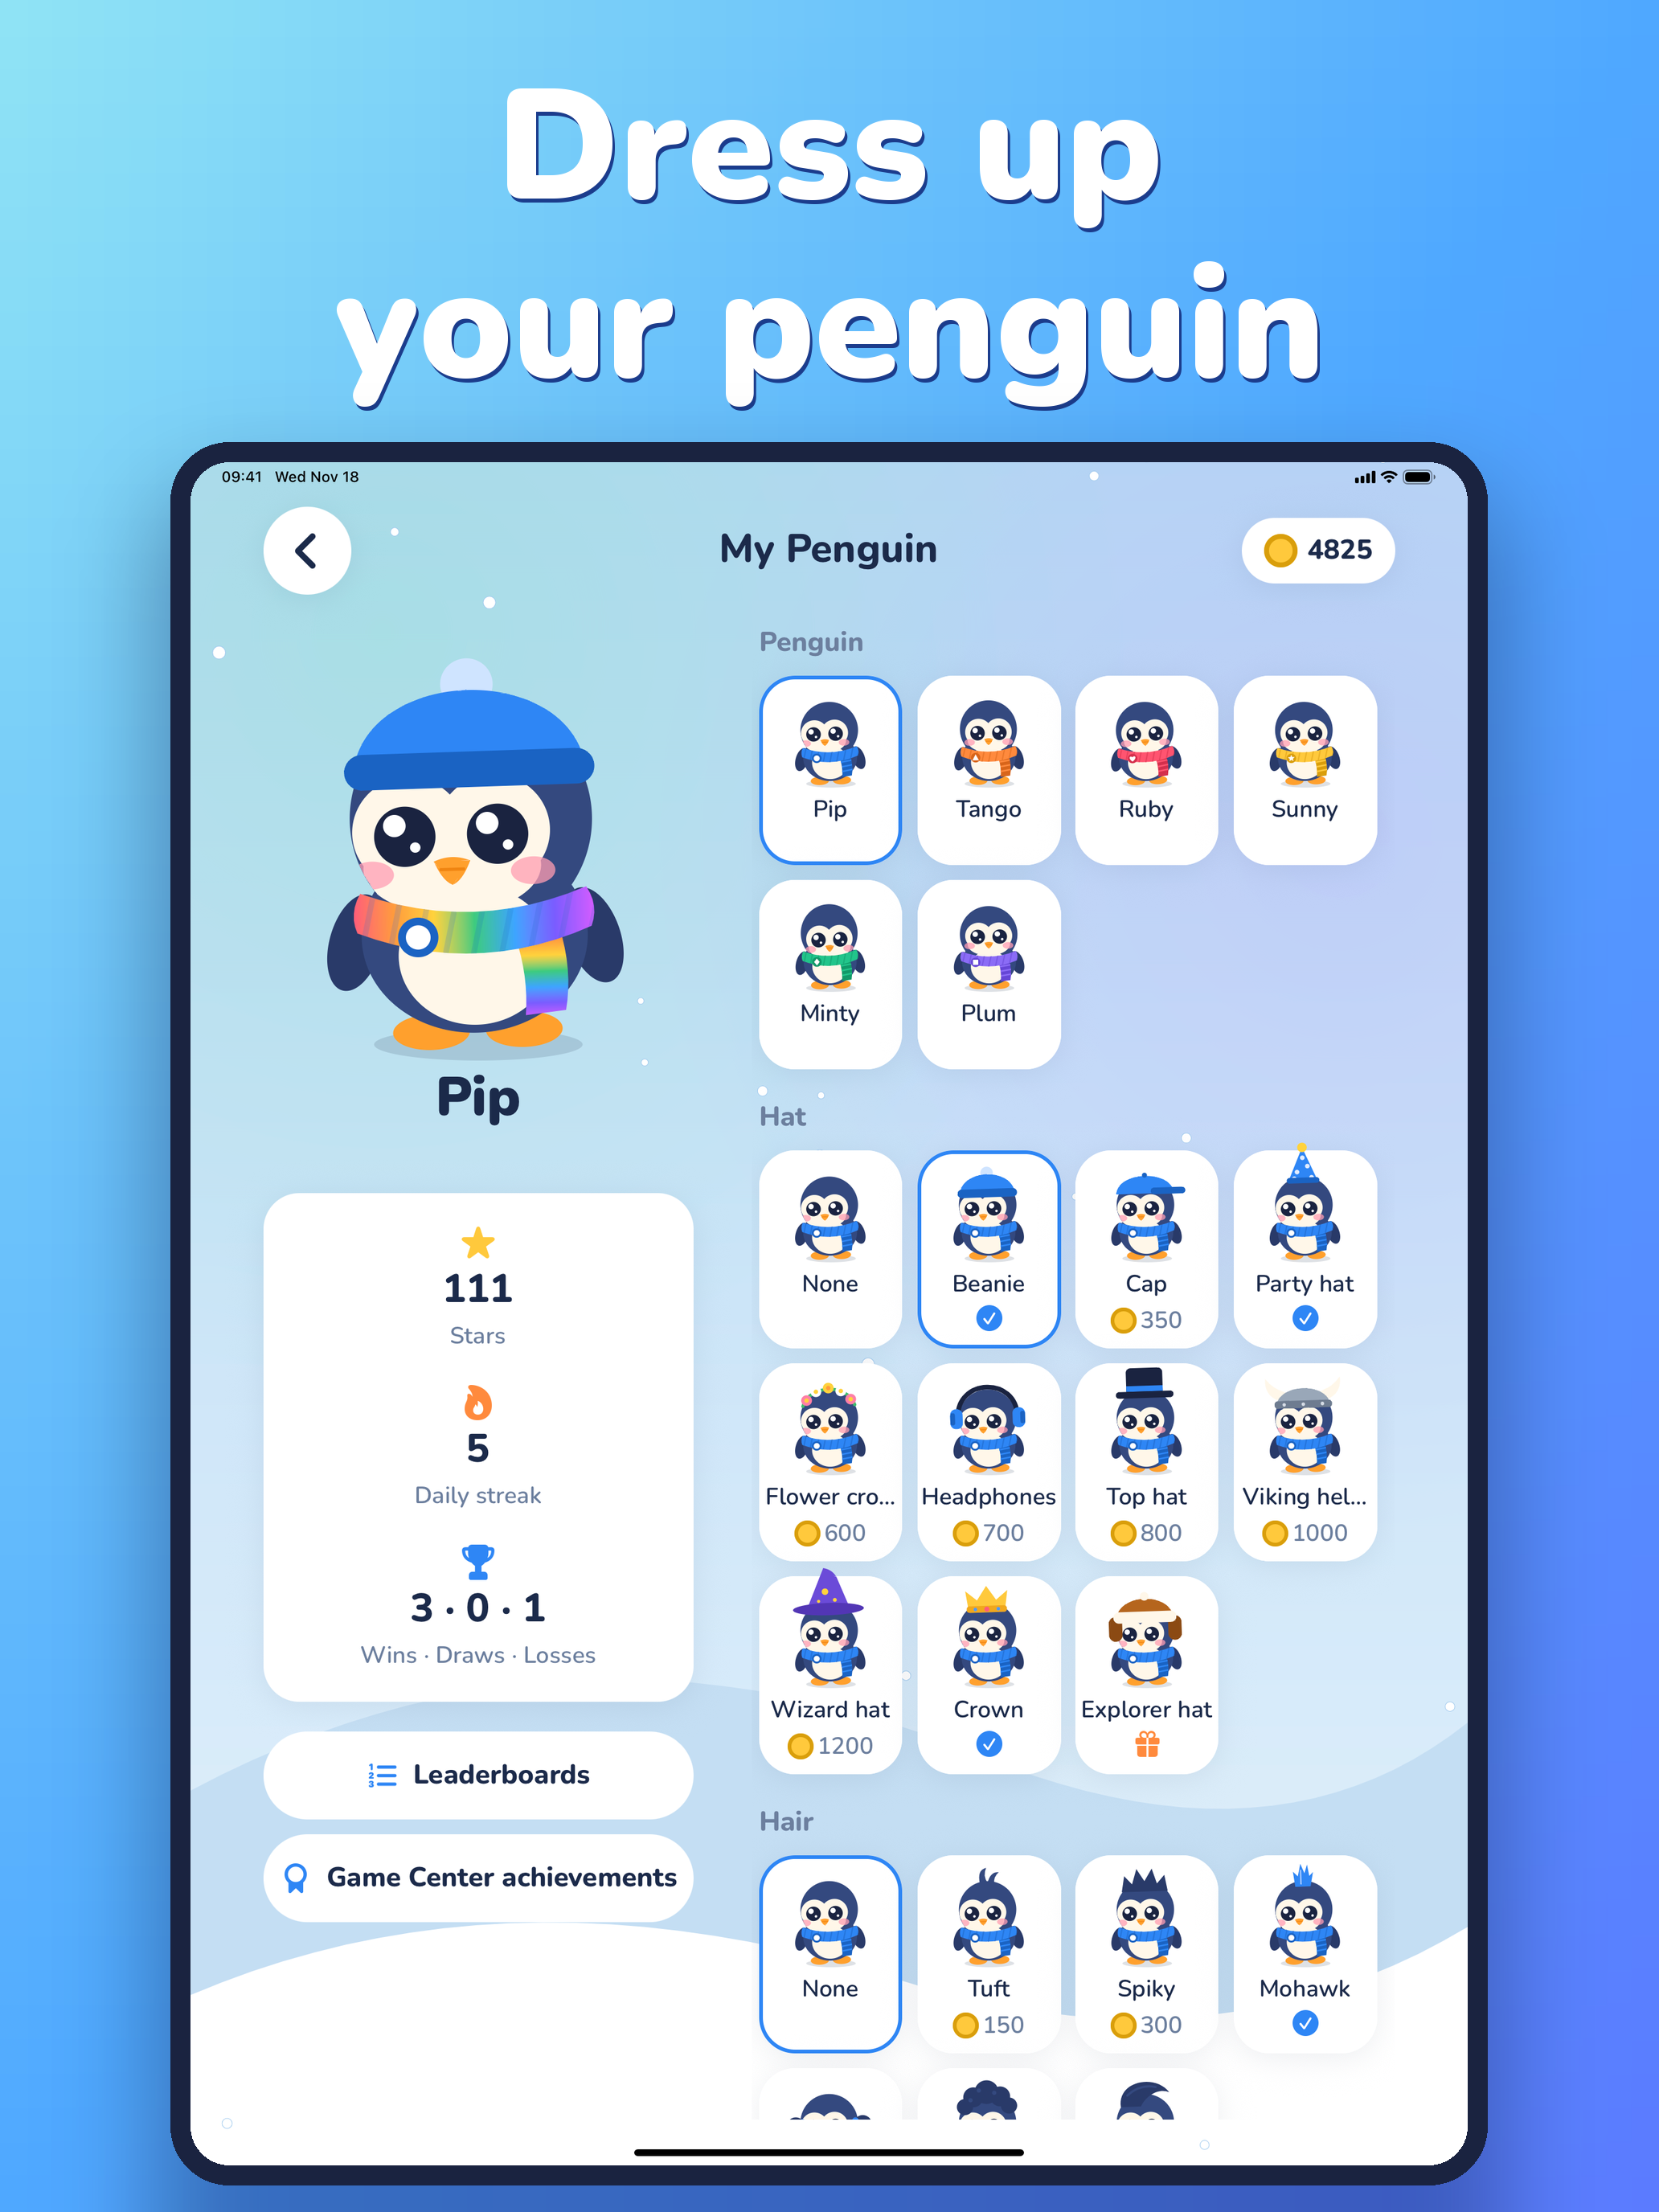 Dress up
your penguin
09:41 Wed Nov 18
My Penguin
4825
Pip
111
Stars
5
Daily streak
3 · 0 · 1
Wins · Draws · Losses
Leaderboards
Game Center achievements
Penguin
Pip Tango Ruby Sunny
Minty Plum
Hat
None Beanie Cap Party hat
350
Flower cro... Headphones Top hat Viking hel...
600 700 800 1000
Wizard hat Crown Explorer hat
1200
Hair
None Tuft Spiky Mohawk
150 300